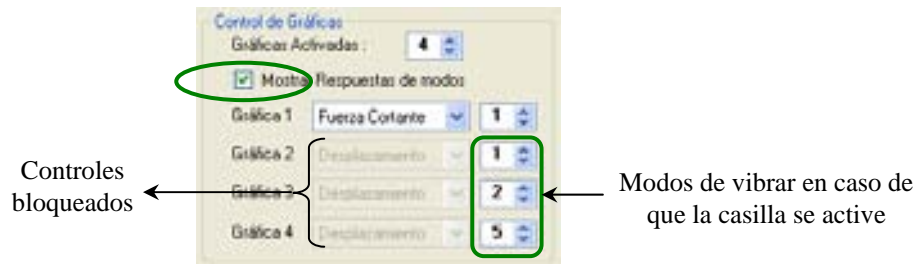 Control de Gráficas
Gráficas Activadas : 4
Mostrar Respuestas de modos
Gráfica 1 Fuerza Cortante 1
Gráfica 2 Desplazamiento 1
Gráfica 3 Desplazamiento 2
Gráfica 4 Desplazamiento 5
Controles
bloqueados
Modos de vibrar en caso de
que la casilla se active